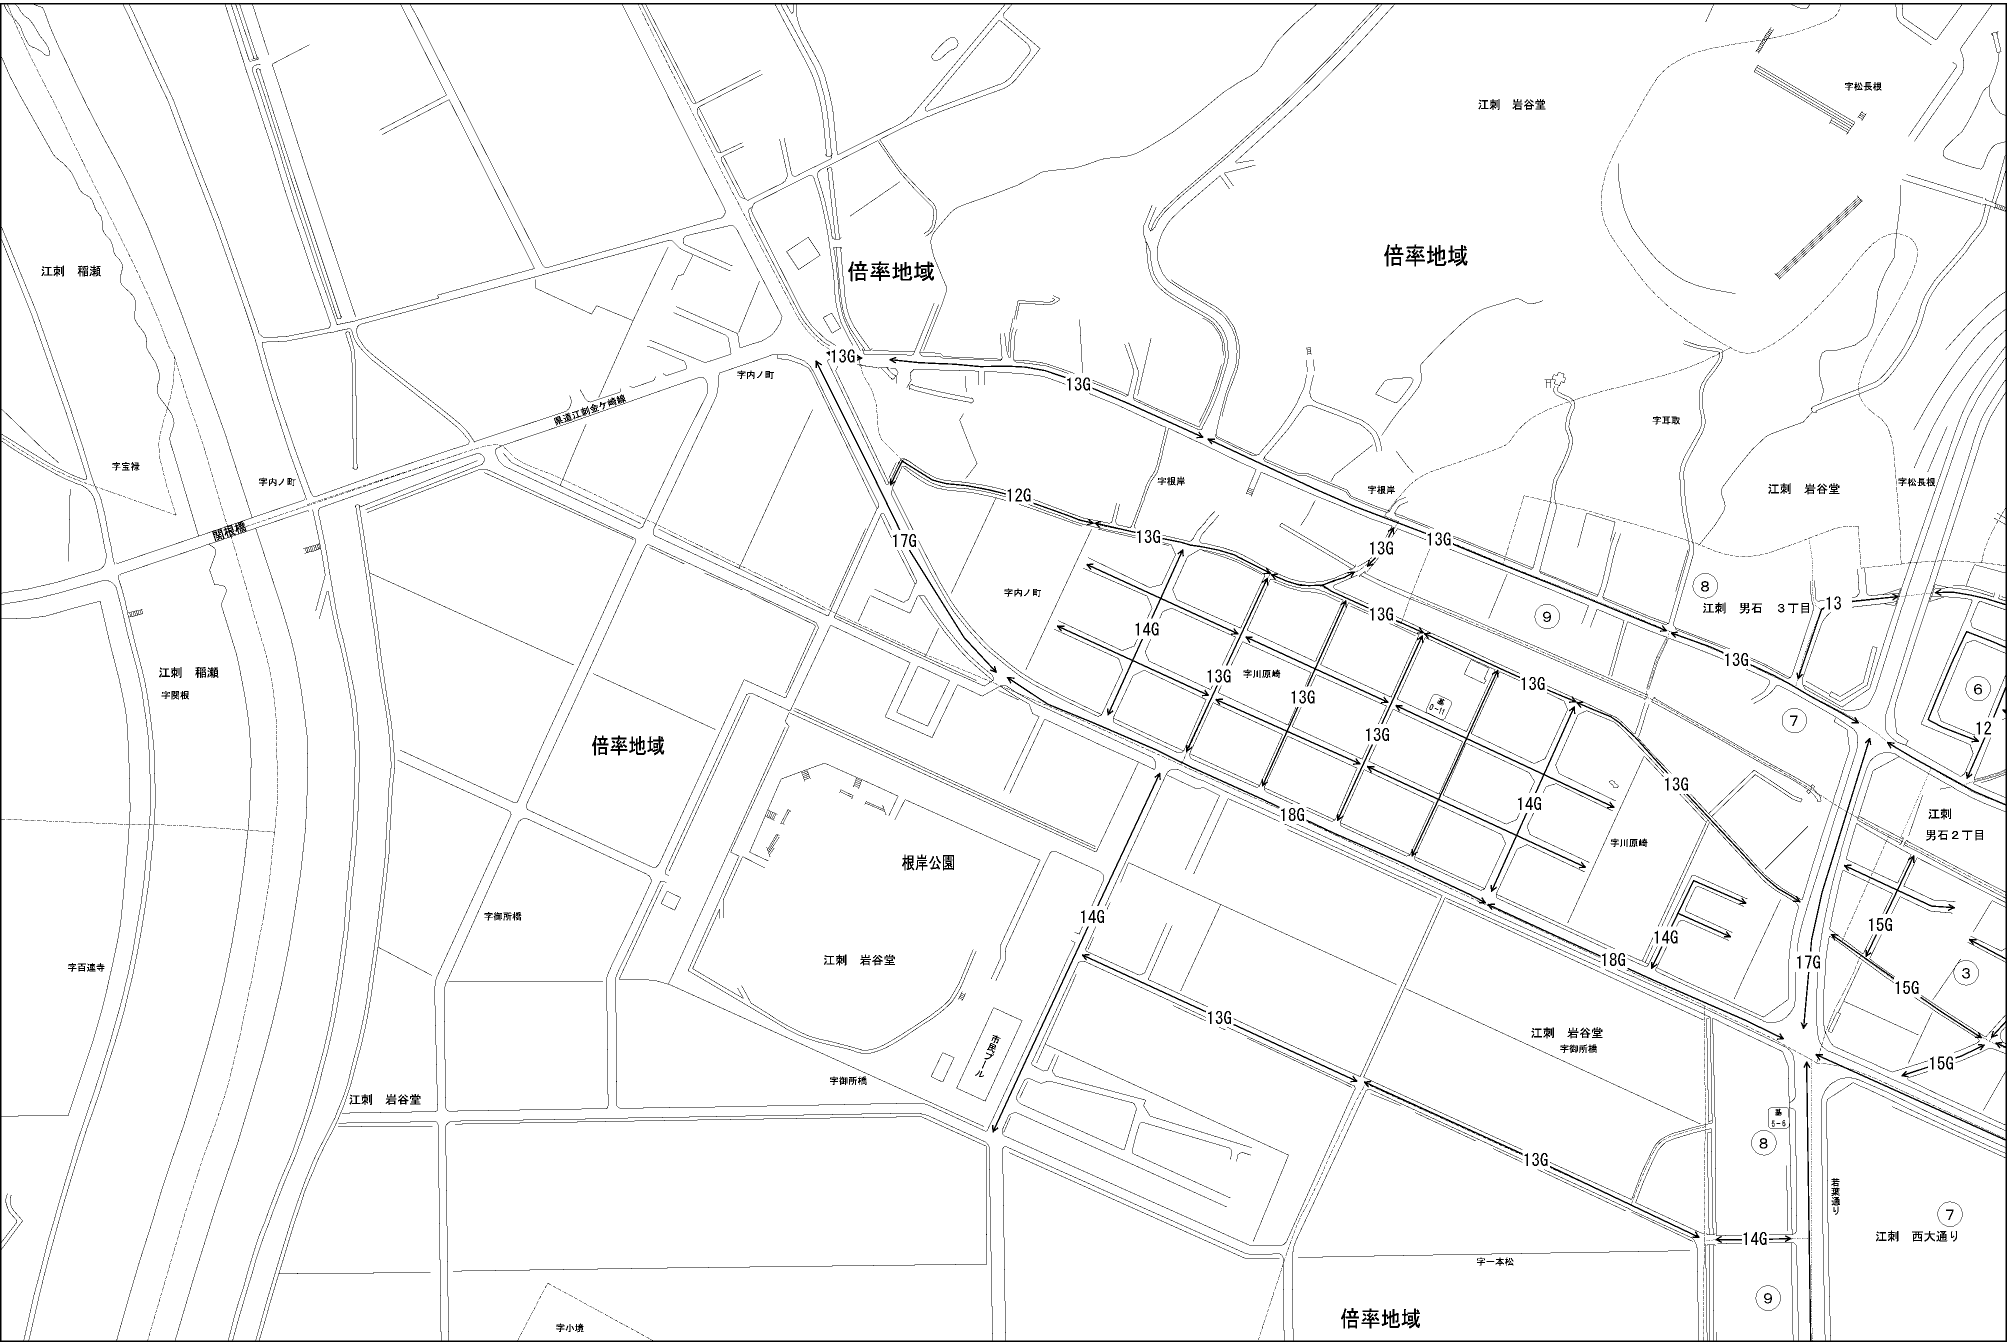 字松長根
江刺　岩谷堂
倍率地域
倍率地域
江刺　稲瀬
13G
字内ノ町
13G
県道江刺金ケ崎線
字耳取
字宝禄
字内ノ町
字根岸
字根岸
江刺　岩谷堂
字松長根
12G
関根橋
17G
13G
13G
13G
⑧
字内ノ町
13
江刺　男石　３丁目
13G
⑨
14G
13G
江刺　稲瀬
字関根
13G
字川原崎
13G
13G
⑥
基
0-11
⑦
12
13G
倍率地域
13G
14G
18G
江刺
男石２丁目
字川原崎
根岸公園
字御所橋
14G
15G
14G
江刺　岩谷堂
18G
17G
字百連寺
③
15G
13G
市民プール
江刺　岩谷堂
字御所橋
15G
字御所橋
江刺　岩谷堂
基
5-6
⑧
13G
若葉通り
⑦
14G
江刺　西大通り
字一本松
⑨
倍率地域
字小境